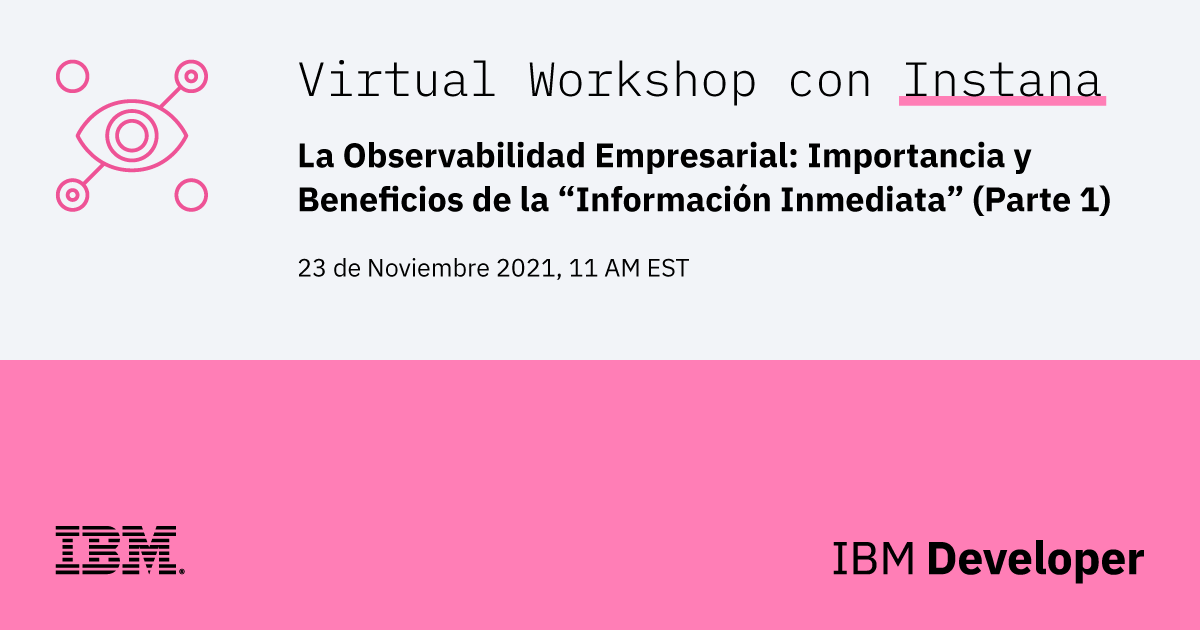 Virtual Workshop con Instana
La Observabilidad Empresarial: Importancia y
Beneficios de la “Información Inmediata” (Parte 1)
23 de Noviembre 2021, 11 AM EST
IBM®
IBM Developer